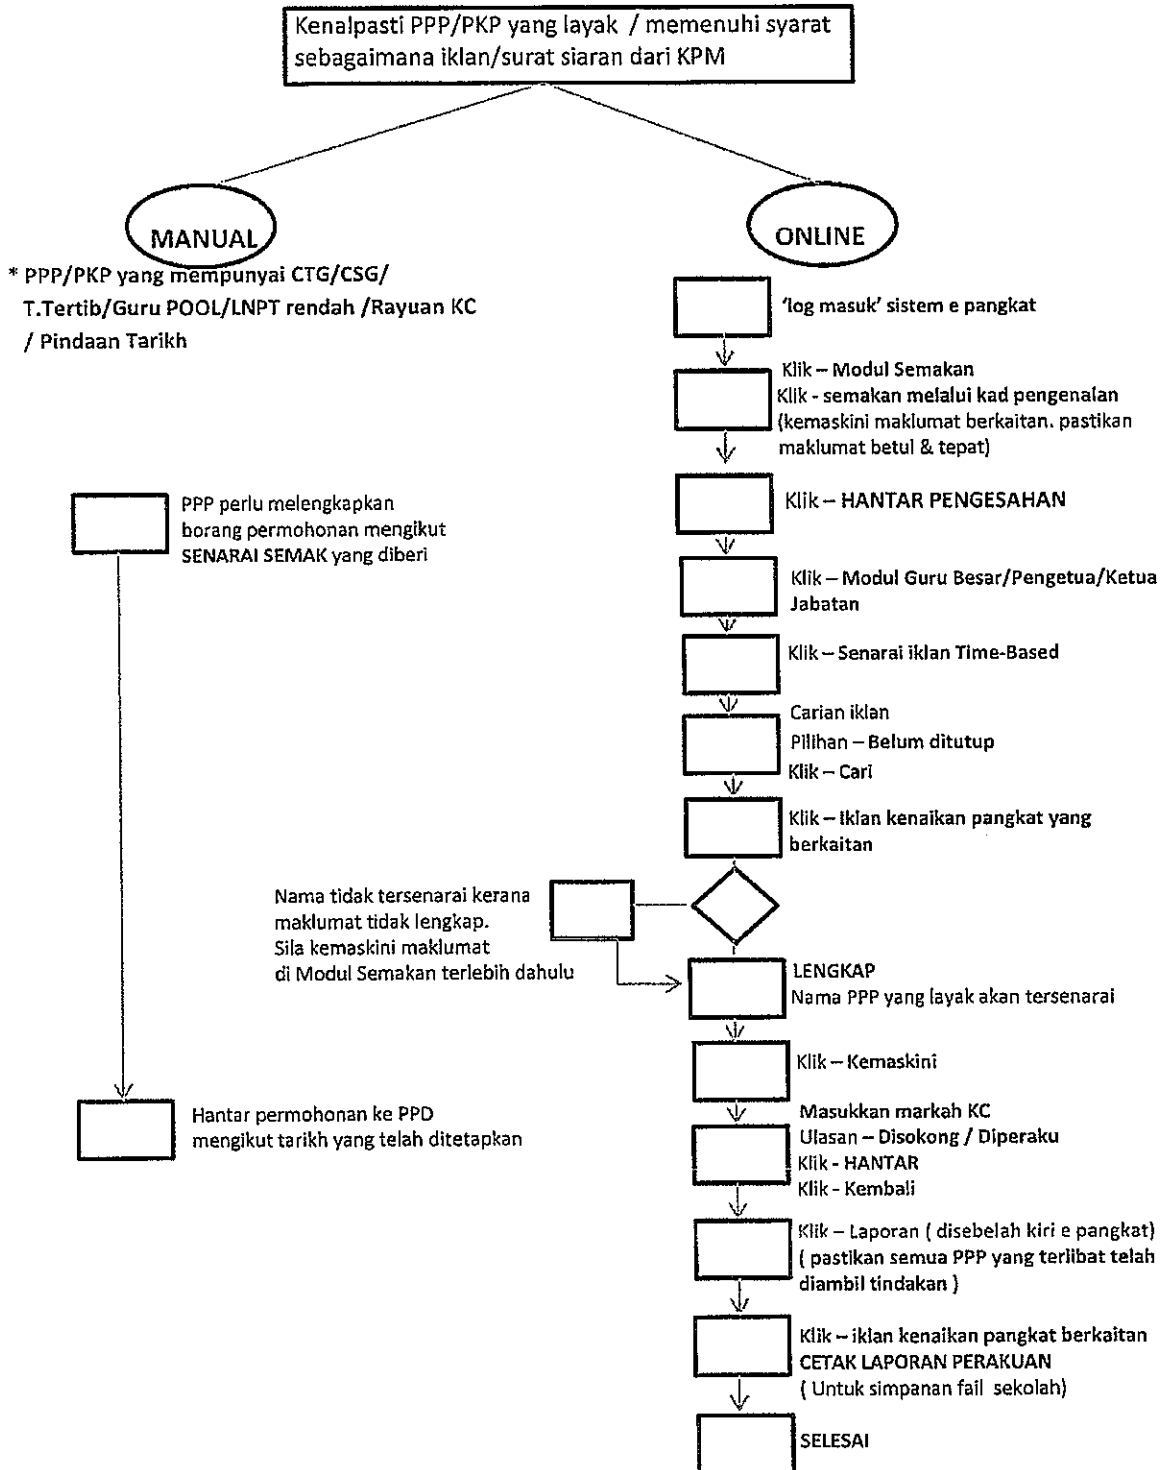 Kenalpasti PPP/PKP yang layak / memenuhi syarat
sebagaimana iklan/surat siaran dari KPM
MANUAL
* PPP/PKP yang mempunyai CTG/CSG/
T.Tertib/Guru POOL/LNPT rendah /Rayuan KC
/ Pindaan Tarikh
PPP perlu melengkapkan
borang permohonan mengikut
SENARAI SEMAK yang diberi
Hantar permohonan ke PPD
mengikut tarikh yang telah ditetapkan
ONLINE
'log masuk' sistem e pangkat
Klik – Modul Semakan
Klik - semakan melalui kad pengenalan
(kemaskini maklumat berkaitan. pastikan
maklumat betul & tepat)
Klik – HANTAR PENGESAHAN
Klik – Modul Guru Besar/Pengetua/Ketua
Jabatan
Klik – Senarai iklan Time-Based
Carian iklan
Pilihan – Belum ditutup
Klik – Cari
Klik – Iklan kenaikan pangkat yang
berkaitan
Nama tidak tersenarai kerana
maklumat tidak lengkap.
Sila kemaskini maklumat
di Modul Semakan terlebih dahulu
LENGKAP
Nama PPP yang layak akan tersenarai
Klik – Kemaskini
Masukkan markah KC
Ulasan – Disokong / Diperaku
Klik - HANTAR
Klik - Kembali
Klik – Laporan ( disebelah kiri e pangkat)
( pastikan semua PPP yang terlibat telah
diambil tindakan )
Klik – iklan kenaikan pangkat berkaitan
CETAK LAPORAN PERAKUAN
( Untuk simpanan fail sekolah)
SELESAI